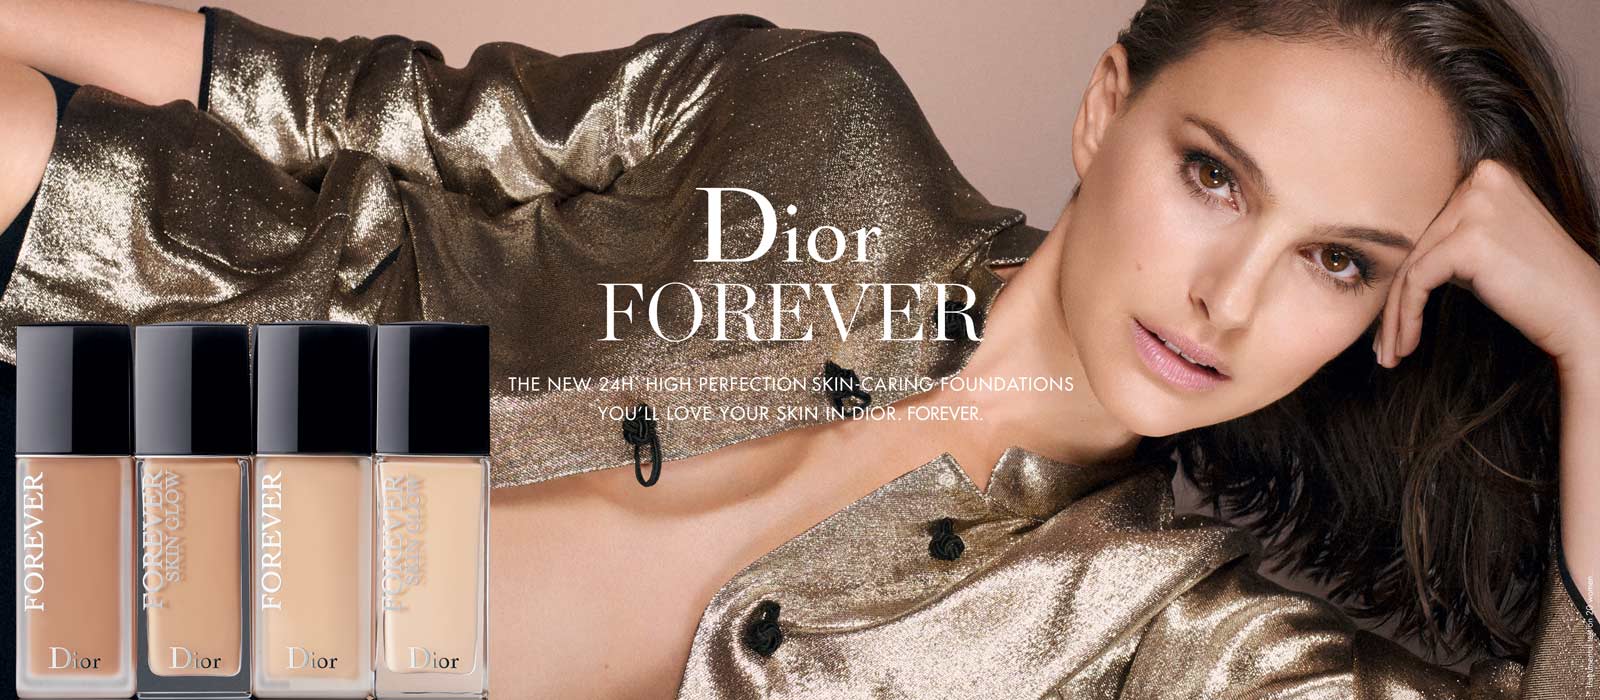 Dior
FOREVER
THE NEW 24H* HIGH PERFECTION SKIN-CARING FOUNDATIONS
YOU'LL LOVE YOUR SKIN IN DIOR. FOREVER.
FOREVER
Dior
FOREVER
SKIN GLOW
Dior
FOREVER
Dior
FOREVER
SKIN GLOW
Dior
women.